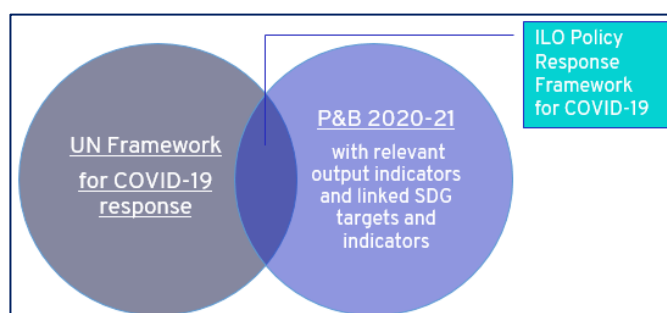 UN Framework
for COVID-19
response
P&B 2020-21
with relevant
output indicators
and linked SDG
targets and
indicators
ILO Policy
Response
Framework
for COVID-19